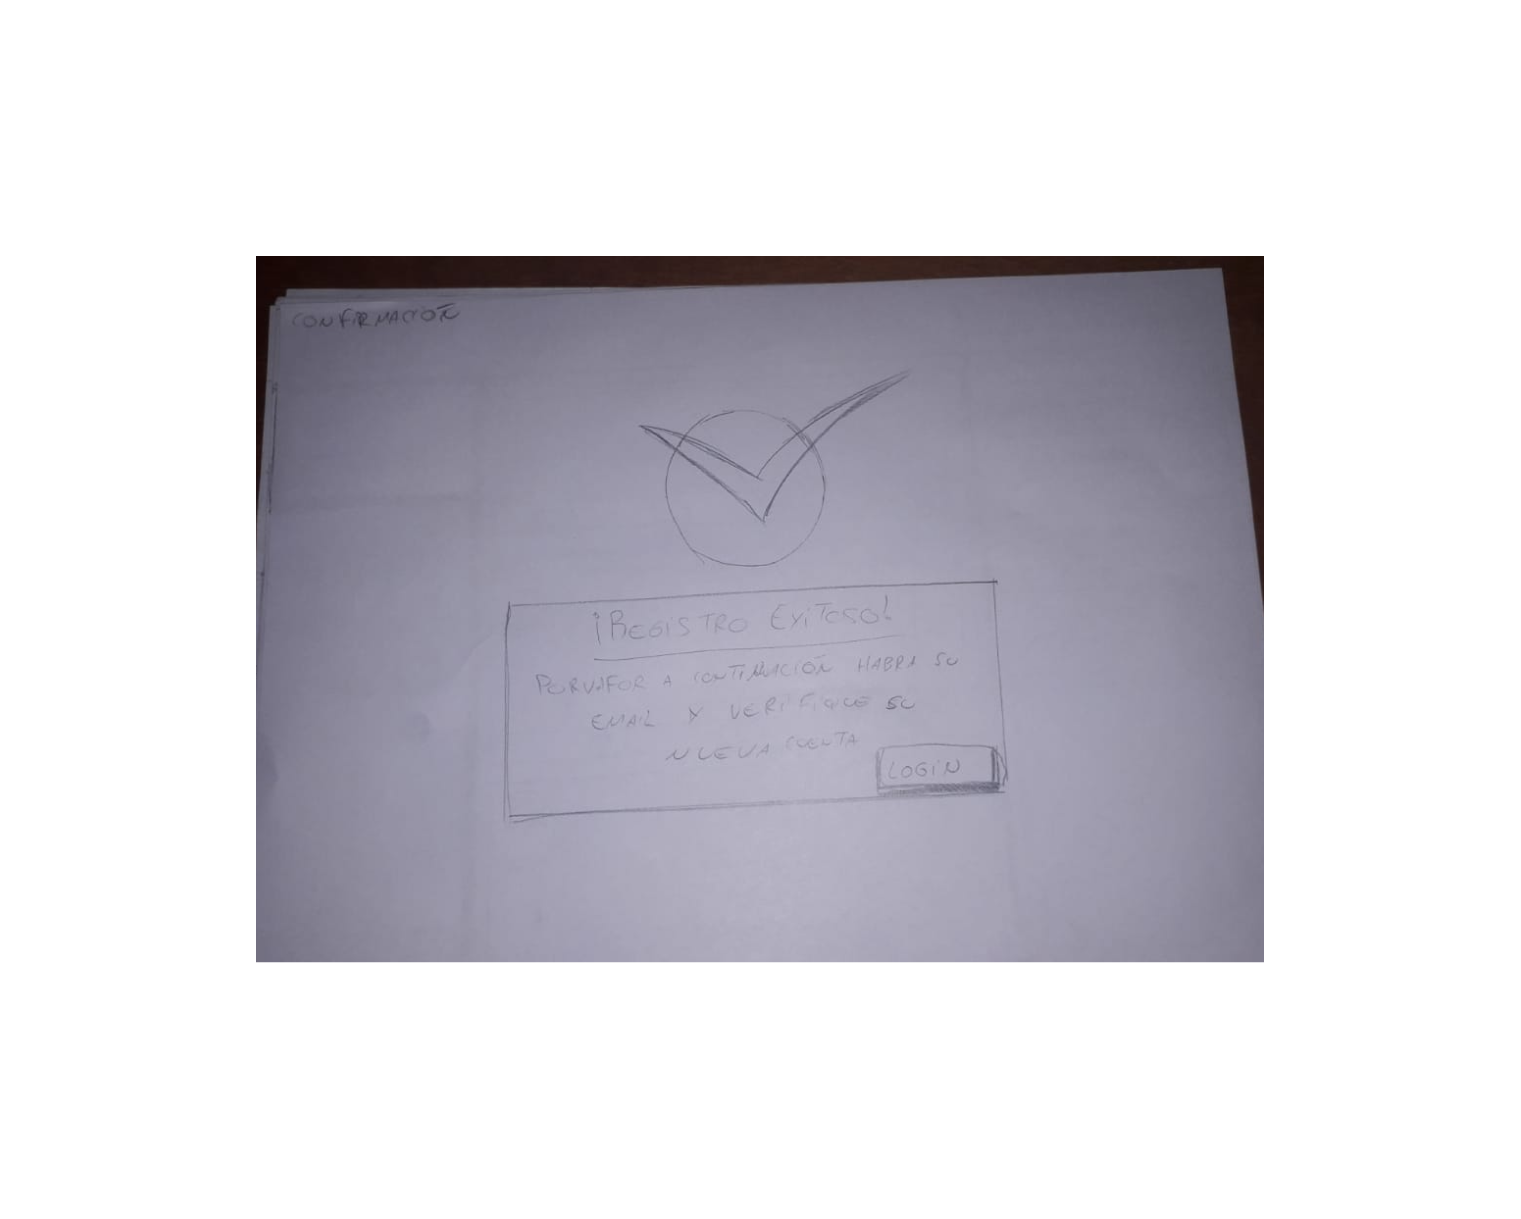 CONFIRMACIÓN
¡REGISTRO EXITOSO!
PORVAFOR A CONTINUACIÓN HABRA SU
EMAIL Y VERIFIQUE SU
NUEVA CUENTA
LOGIN